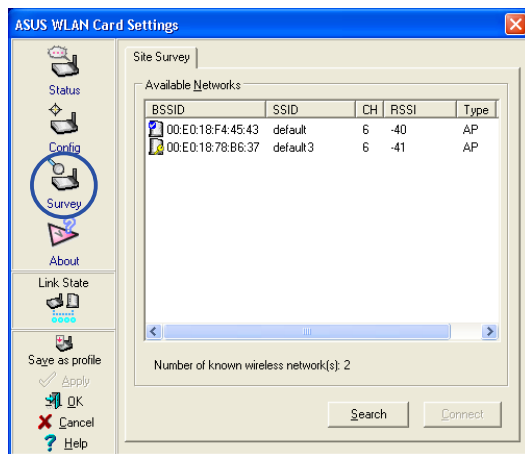 ASUS WLAN Card Settings
Status
Config
Survey
About
Link State
Save as profile
Apply
OK
Cancel
Help
Site Survey
Available Networks
BSSID SSID CH RSSI Type
00:E0:18:F4:45:43 default 6 -40 AP
00:E0:18:78:B6:37 default3 6 -41 AP
Number of known wireless network(s): 2
Search Connect